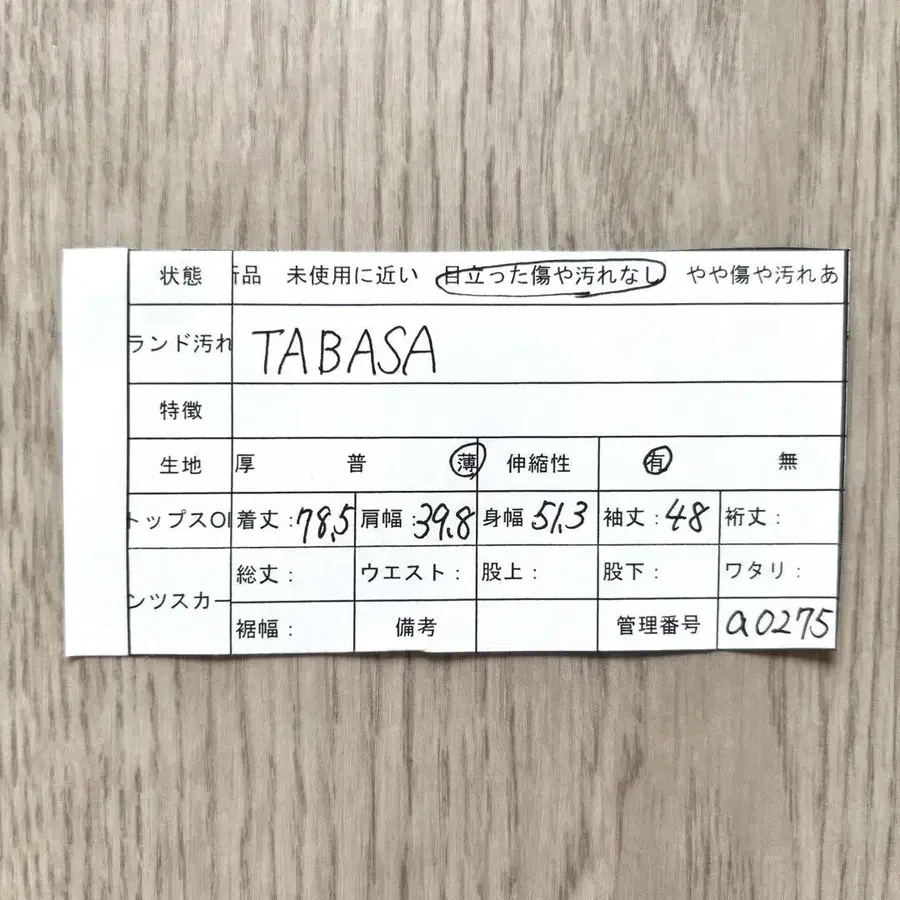 状態 新品 未使用に近い 目立った傷や汚れなし やや傷や汚れあ
ランド汚れ TABASA
特徴
生地 厚 普 薄 伸縮性 有 無
トップスOP 着丈:78.5 肩幅:39.8 身幅 51.3 袖丈:48 裄丈:
ンツスカー 総丈: ウエスト: 股上: 股下: ワタリ:
裾幅: 備考 管理番号 a0275